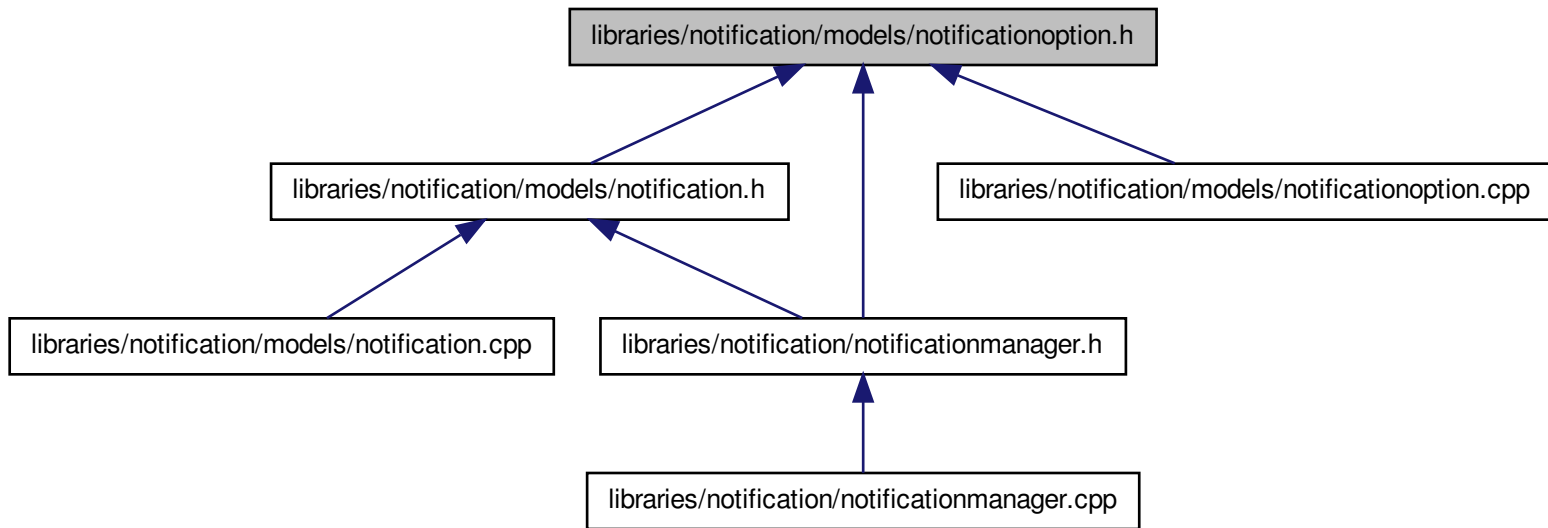 libraries/notification/models/notificationoption.h
libraries/notification/models/notification.h
libraries/notification/models/notificationoption.cpp
libraries/notification/models/notification.cpp
libraries/notification/notificationmanager.h
libraries/notification/notificationmanager.cpp